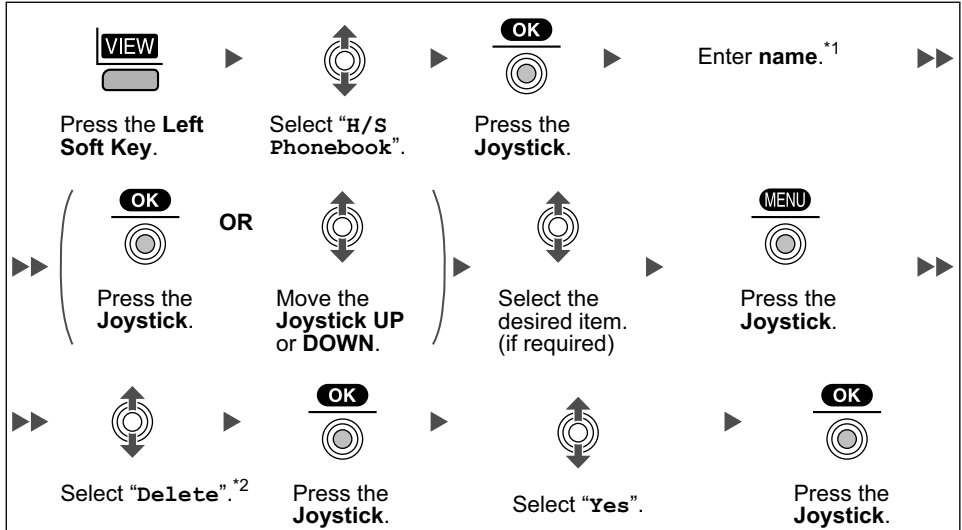 VIEW
OK
Enter name.*1
Press the Left
Soft Key.
Select “H/S
Phonebook”.
Press the
Joystick.
OK
OR
MENU
Press the
Joystick.
Move the
Joystick UP
or DOWN.
Select the
desired item.
(if required)
Press the
Joystick.
OK
OK
Select “Delete”.*2
Press the
Joystick.
Select “Yes”.
Press the
Joystick.